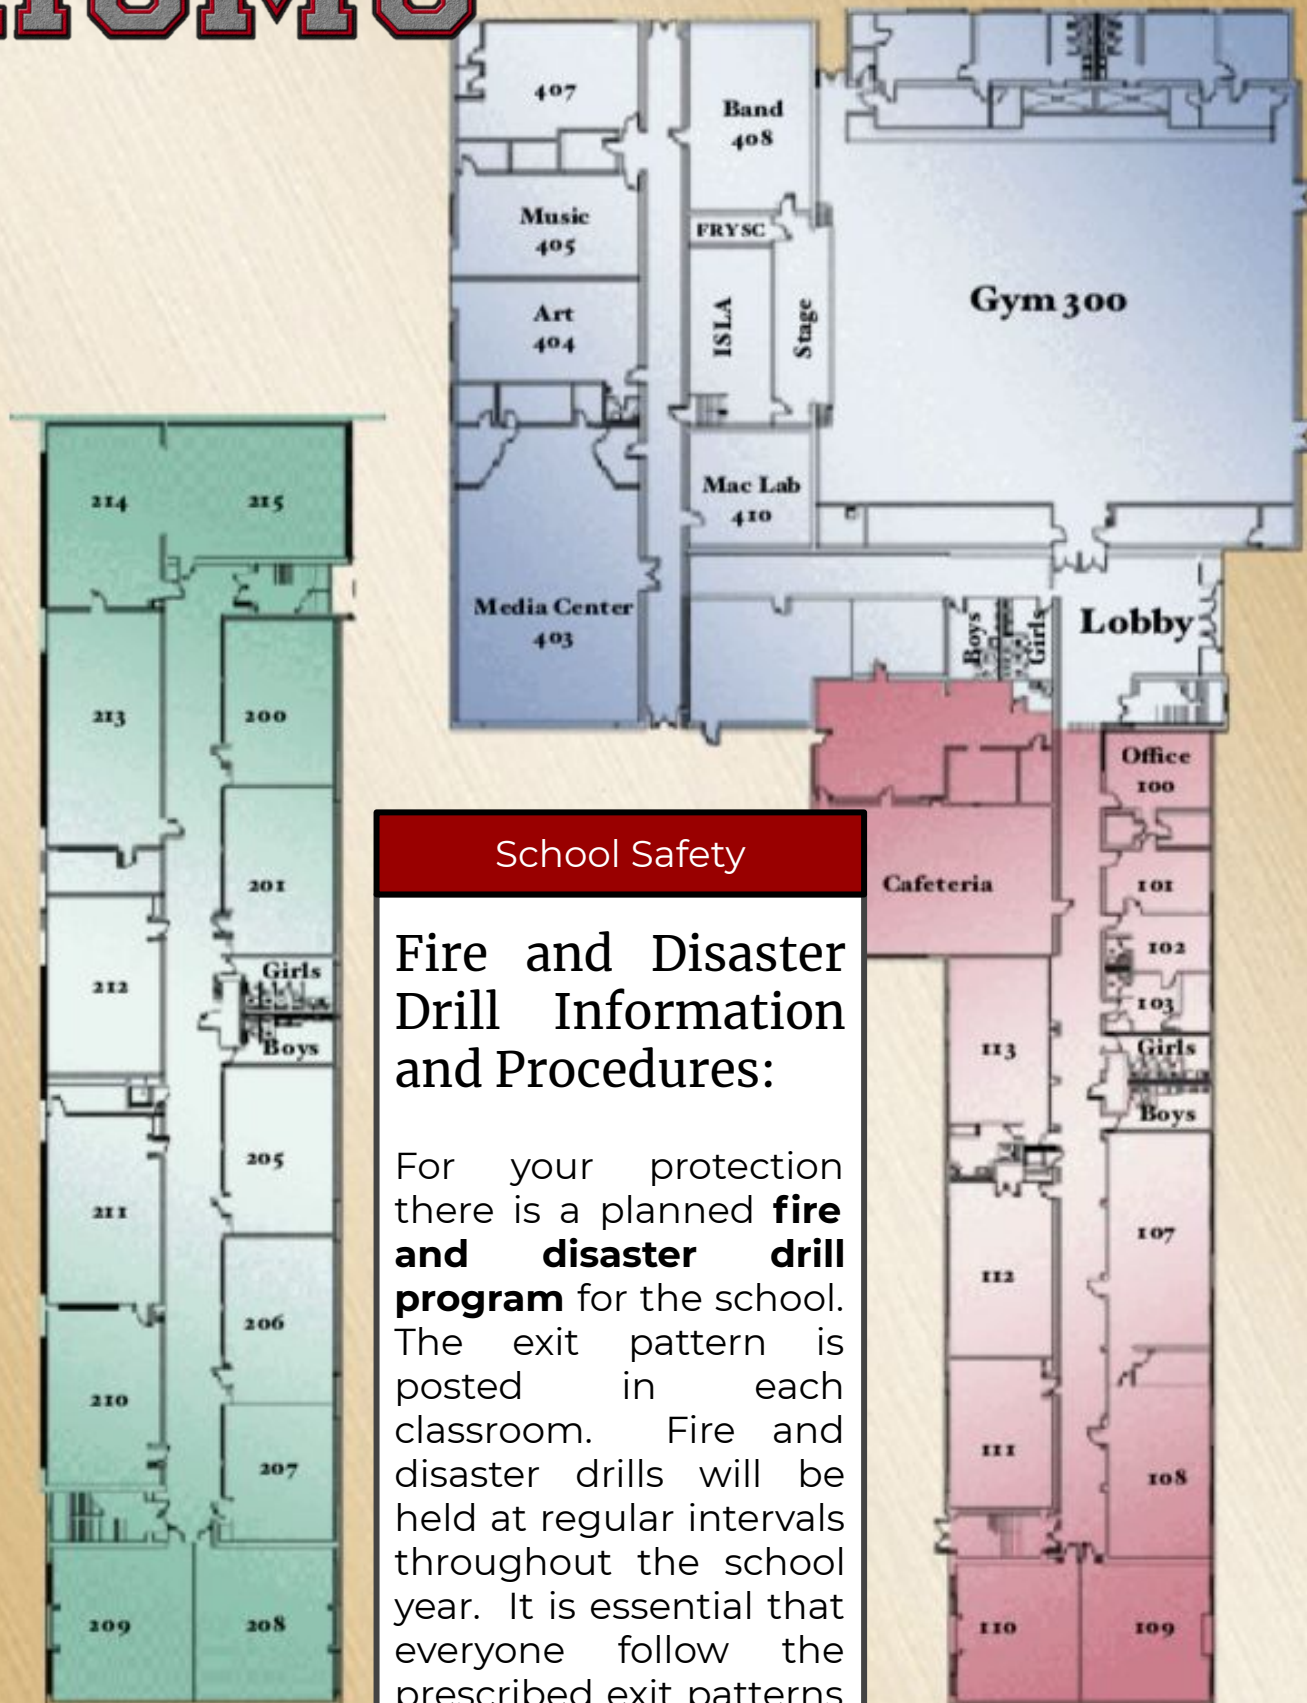 407
Band
408
Music
405
FRYSC
Art
404
ISLA
Stage
Gym 300
Mac Lab
410
Media Center
403
Boys
Girls
Lobby
214
215
213
200
201
212
Girls
Boys
205
211
206
210
207
209
208
Office
100
Cafeteria
101
102
103
113
Girls
Boys
107
112
111
108
110
109
School Safety
Fire and Disaster
Drill Information
and Procedures:
For your protection
there is a planned fire
and disaster drill
program for the school.
The exit pattern is
posted in each
classroom. Fire and
disaster drills will be
held at regular intervals
throughout the school
year. It is essential that
everyone follow the
prescribed exit patterns